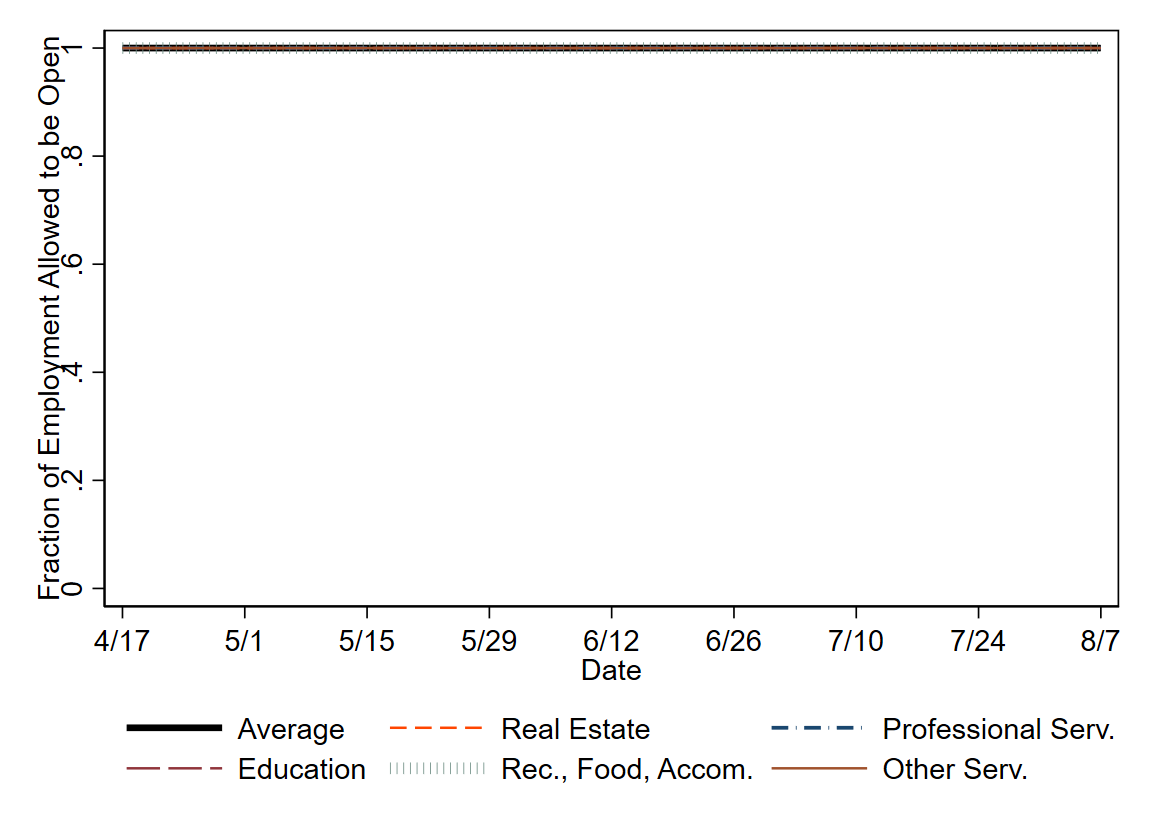 Fraction of Employment Allowed to be Open
1
.8
.6
.4
.2
0
4/17 5/1 5/15 5/29 6/12 6/26 7/10 7/24 8/7
Date
Average Real Estate Professional Serv.
Education Rec., Food, Accom. Other Serv.